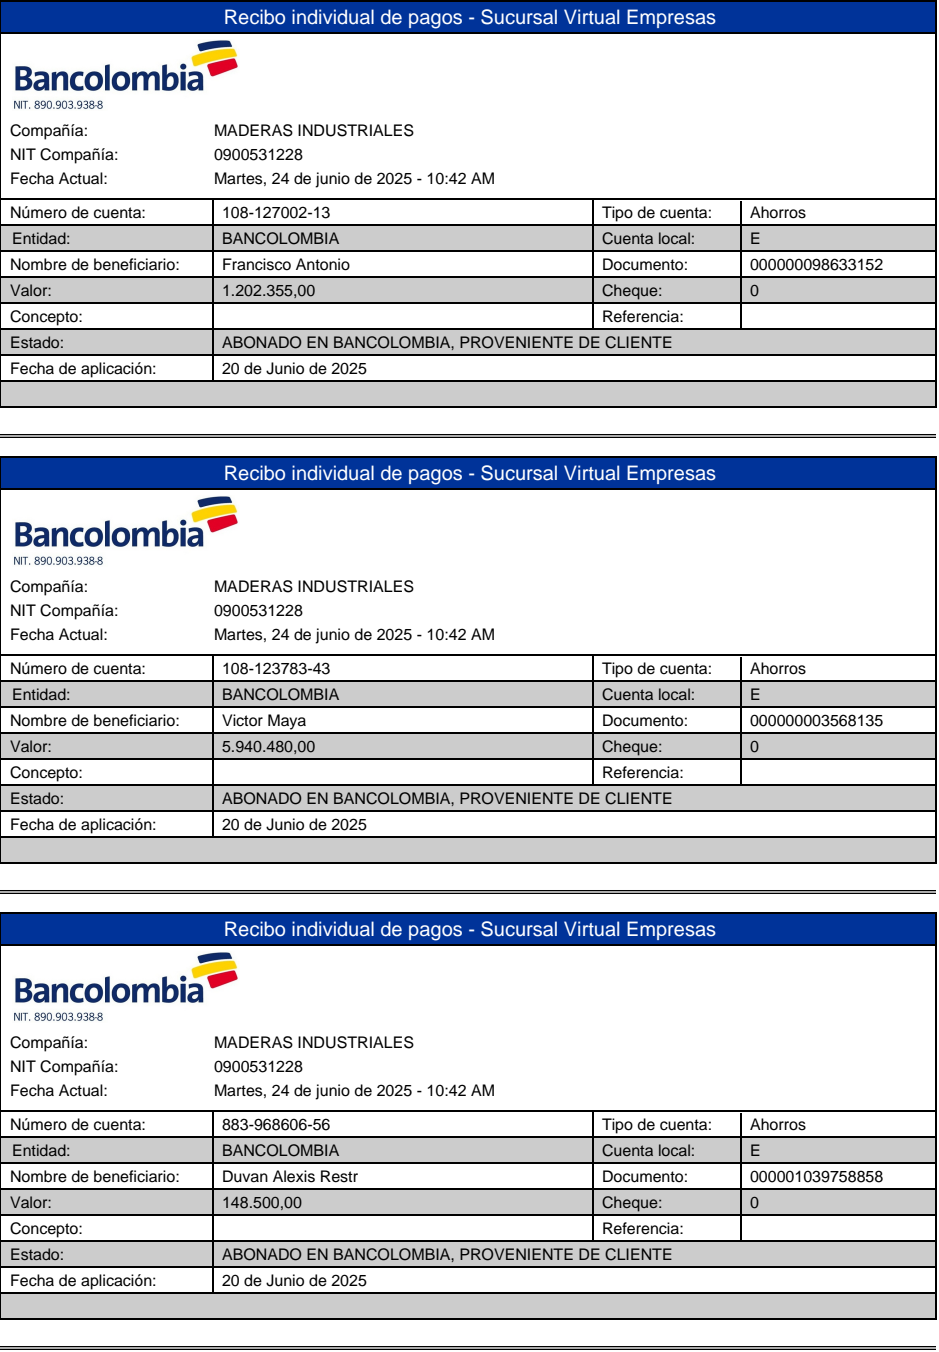 Recibo individual de pagos - Sucursal Virtual Empresas
Bancolombia
NIT. 890.903.938-8
Compañía: MADERAS INDUSTRIALES
NIT Compañía: 0900531228
Fecha Actual: Martes, 24 de junio de 2025 - 10:42 AM
Número de cuenta: 108-127002-13 Tipo de cuenta: Ahorros
Entidad: BANCOLOMBIA Cuenta local: E
Nombre de beneficiario: Francisco Antonio Documento: 000000098633152
Valor: 1.202.355,00 Cheque: 0
Concepto: Referencia:
Estado: ABONADO EN BANCOLOMBIA, PROVENIENTE DE CLIENTE
Fecha de aplicación: 20 de Junio de 2025
Recibo individual de pagos - Sucursal Virtual Empresas
Bancolombia
NIT. 890.903.938-8
Compañía: MADERAS INDUSTRIALES
NIT Compañía: 0900531228
Fecha Actual: Martes, 24 de junio de 2025 - 10:42 AM
Número de cuenta: 108-123783-43 Tipo de cuenta: Ahorros
Entidad: BANCOLOMBIA Cuenta local: E
Nombre de beneficiario: Victor Maya Documento: 000000003568135
Valor: 5.940.480,00 Cheque: 0
Concepto: Referencia:
Estado: ABONADO EN BANCOLOMBIA, PROVENIENTE DE CLIENTE
Fecha de aplicación: 20 de Junio de 2025
Recibo individual de pagos - Sucursal Virtual Empresas
Bancolombia
NIT. 890.903.938-8
Compañía: MADERAS INDUSTRIALES
NIT Compañía: 0900531228
Fecha Actual: Martes, 24 de junio de 2025 - 10:42 AM
Número de cuenta: 883-968606-56 Tipo de cuenta: Ahorros
Entidad: BANCOLOMBIA Cuenta local: E
Nombre de beneficiario: Duvan Alexis Restr Documento: 000001039758858
Valor: 148.500,00 Cheque: 0
Concepto: Referencia:
Estado: ABONADO EN BANCOLOMBIA, PROVENIENTE DE CLIENTE
Fecha de aplicación: 20 de Junio de 2025